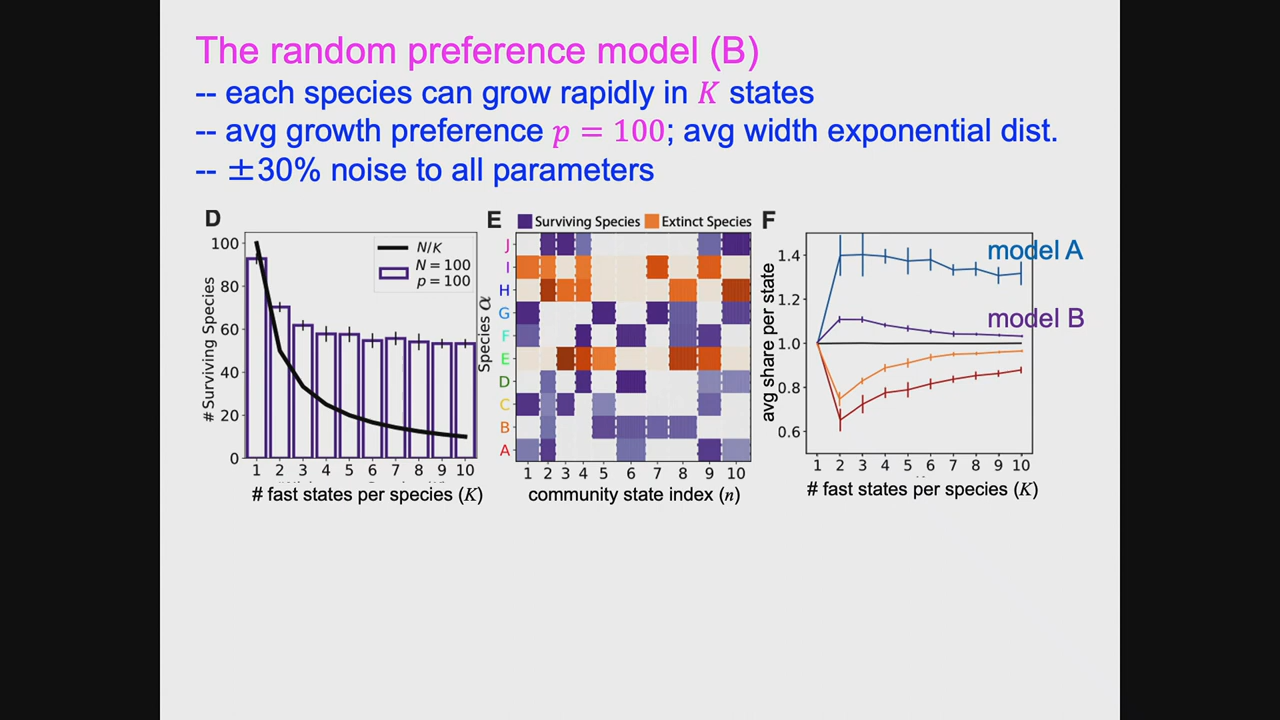 The random preference model (B)
-- each species can grow rapidly in K states
-- avg growth preference p = 100; avg width exponential dist.
-- ±30% noise to all parameters
D
# Surviving Species
100
80
60
40
20
0
N/K
N = 100
p = 100
1 2 3 4 5 6 7 8 9 10
# fast states per species (K)
E
Surviving Species Extinct Species
Species α
J
I
H
G
F
E
D
C
B
A
1 2 3 4 5 6 7 8 9 10
community state index (n)
F
avg share per state
1.4
1.2
1.0
0.8
0.6
model A
model B
1 2 3 4 5 6 7 8 9 10
# fast states per species (K)